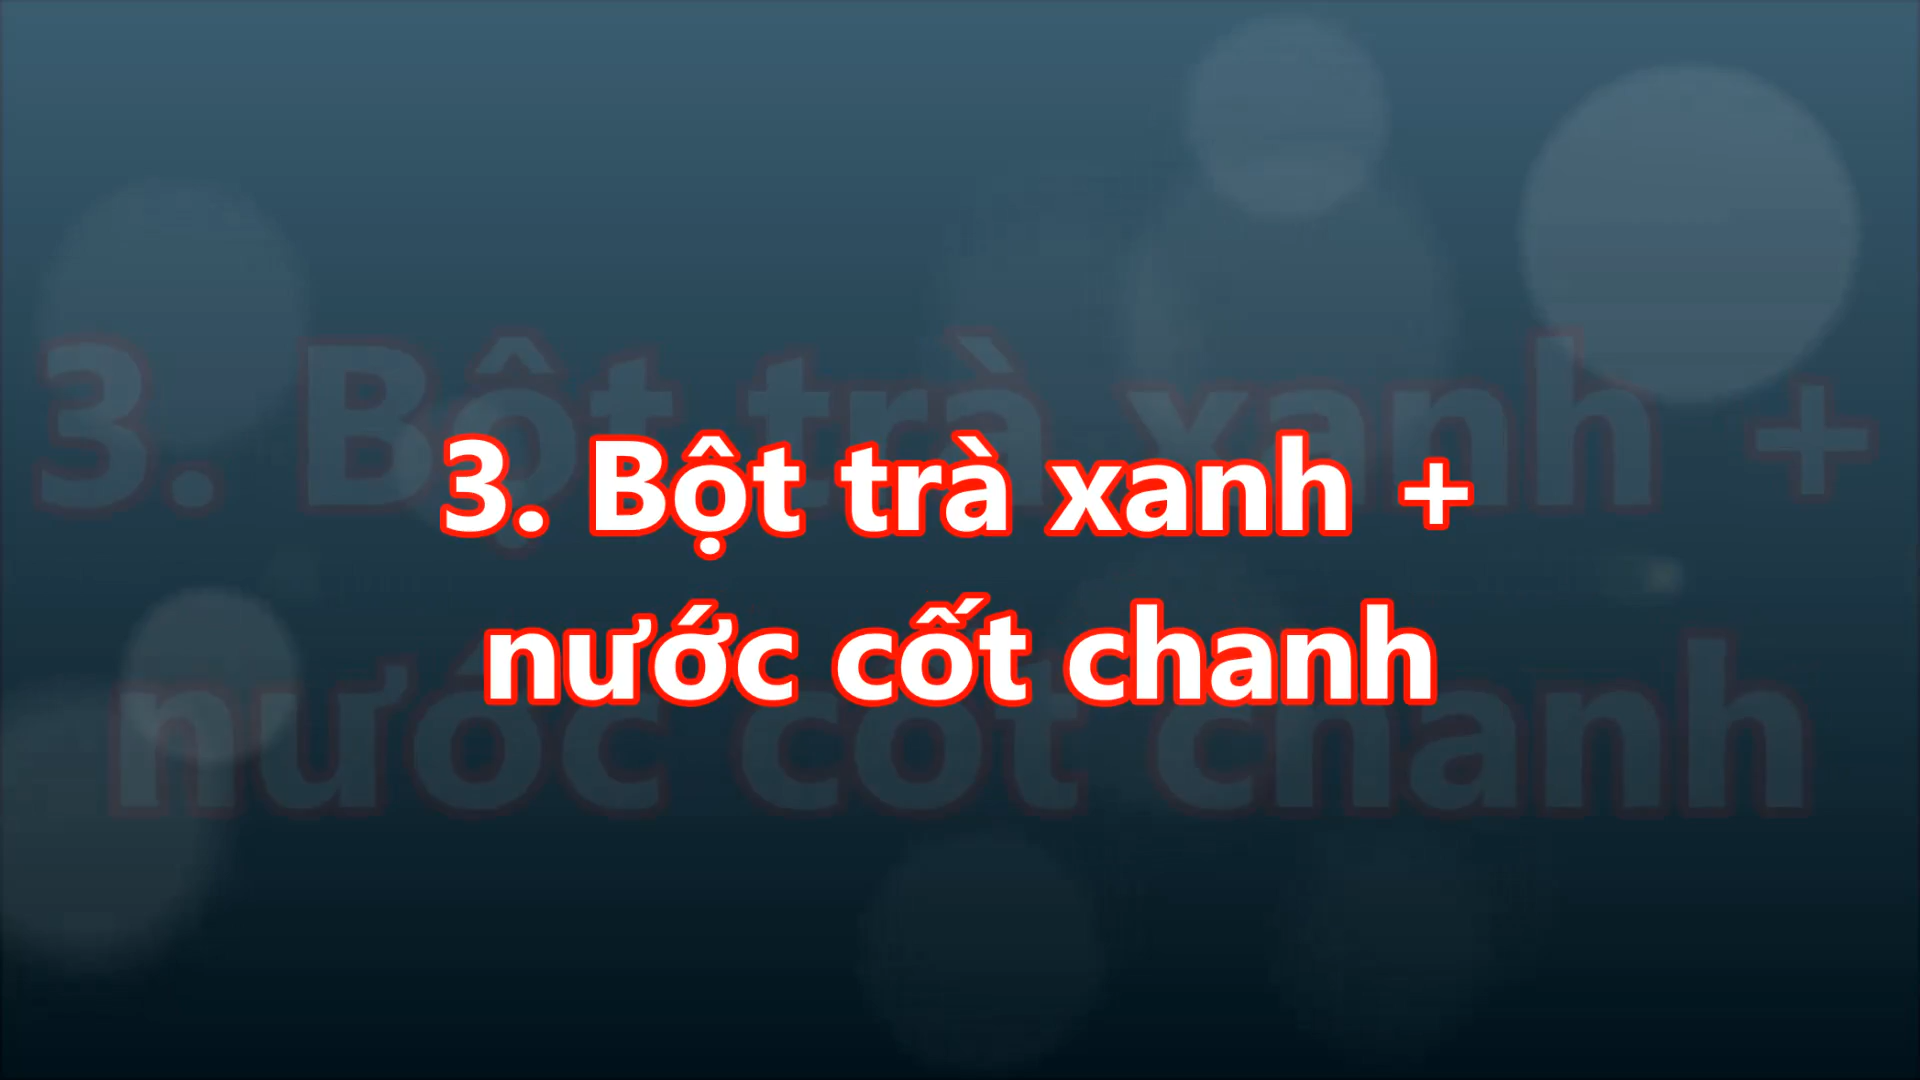 3. Bột trà xanh +
nước cốt chanh